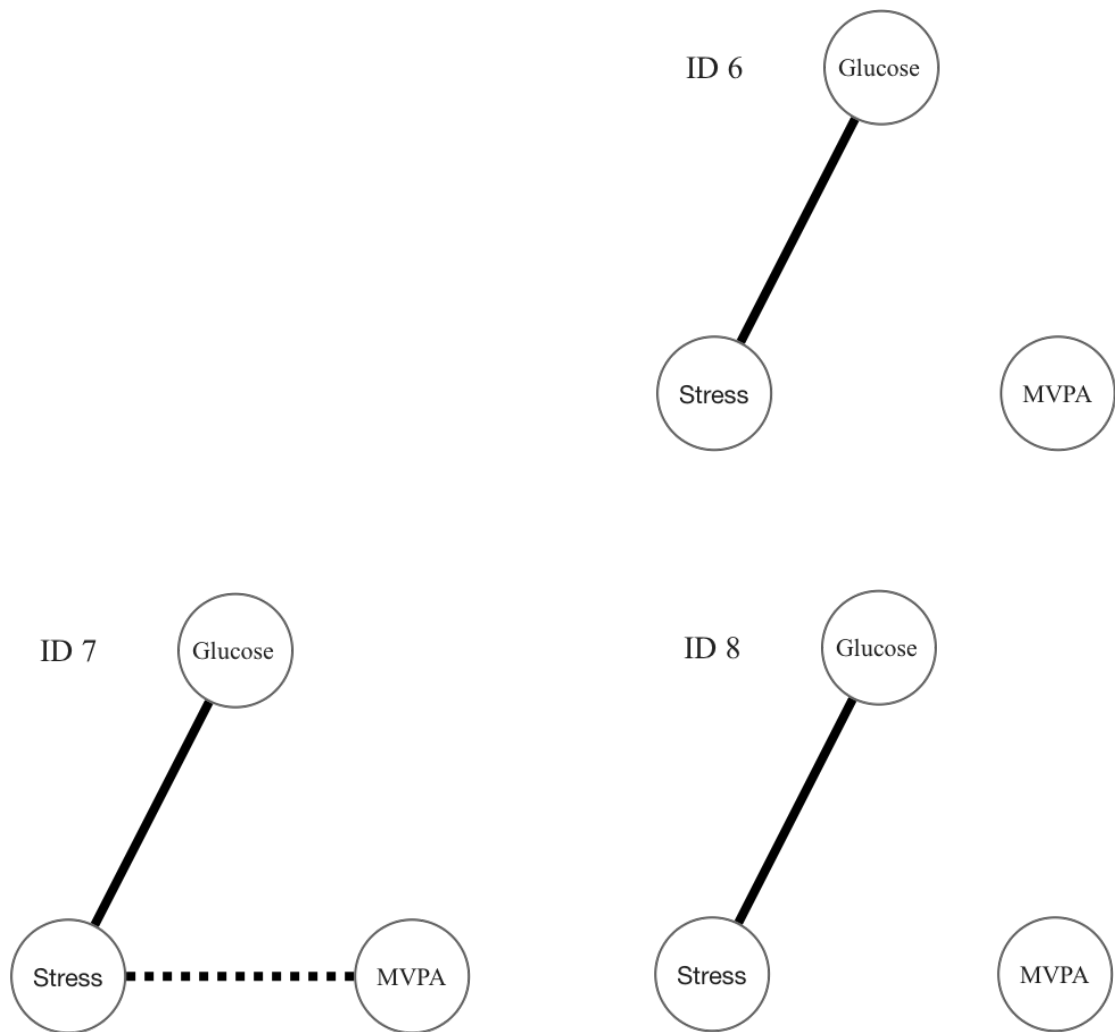 ID 6
Glucose
Stress
MVPA
ID 7
Glucose
Stress
MVPA
ID 8
Glucose
Stress
MVPA